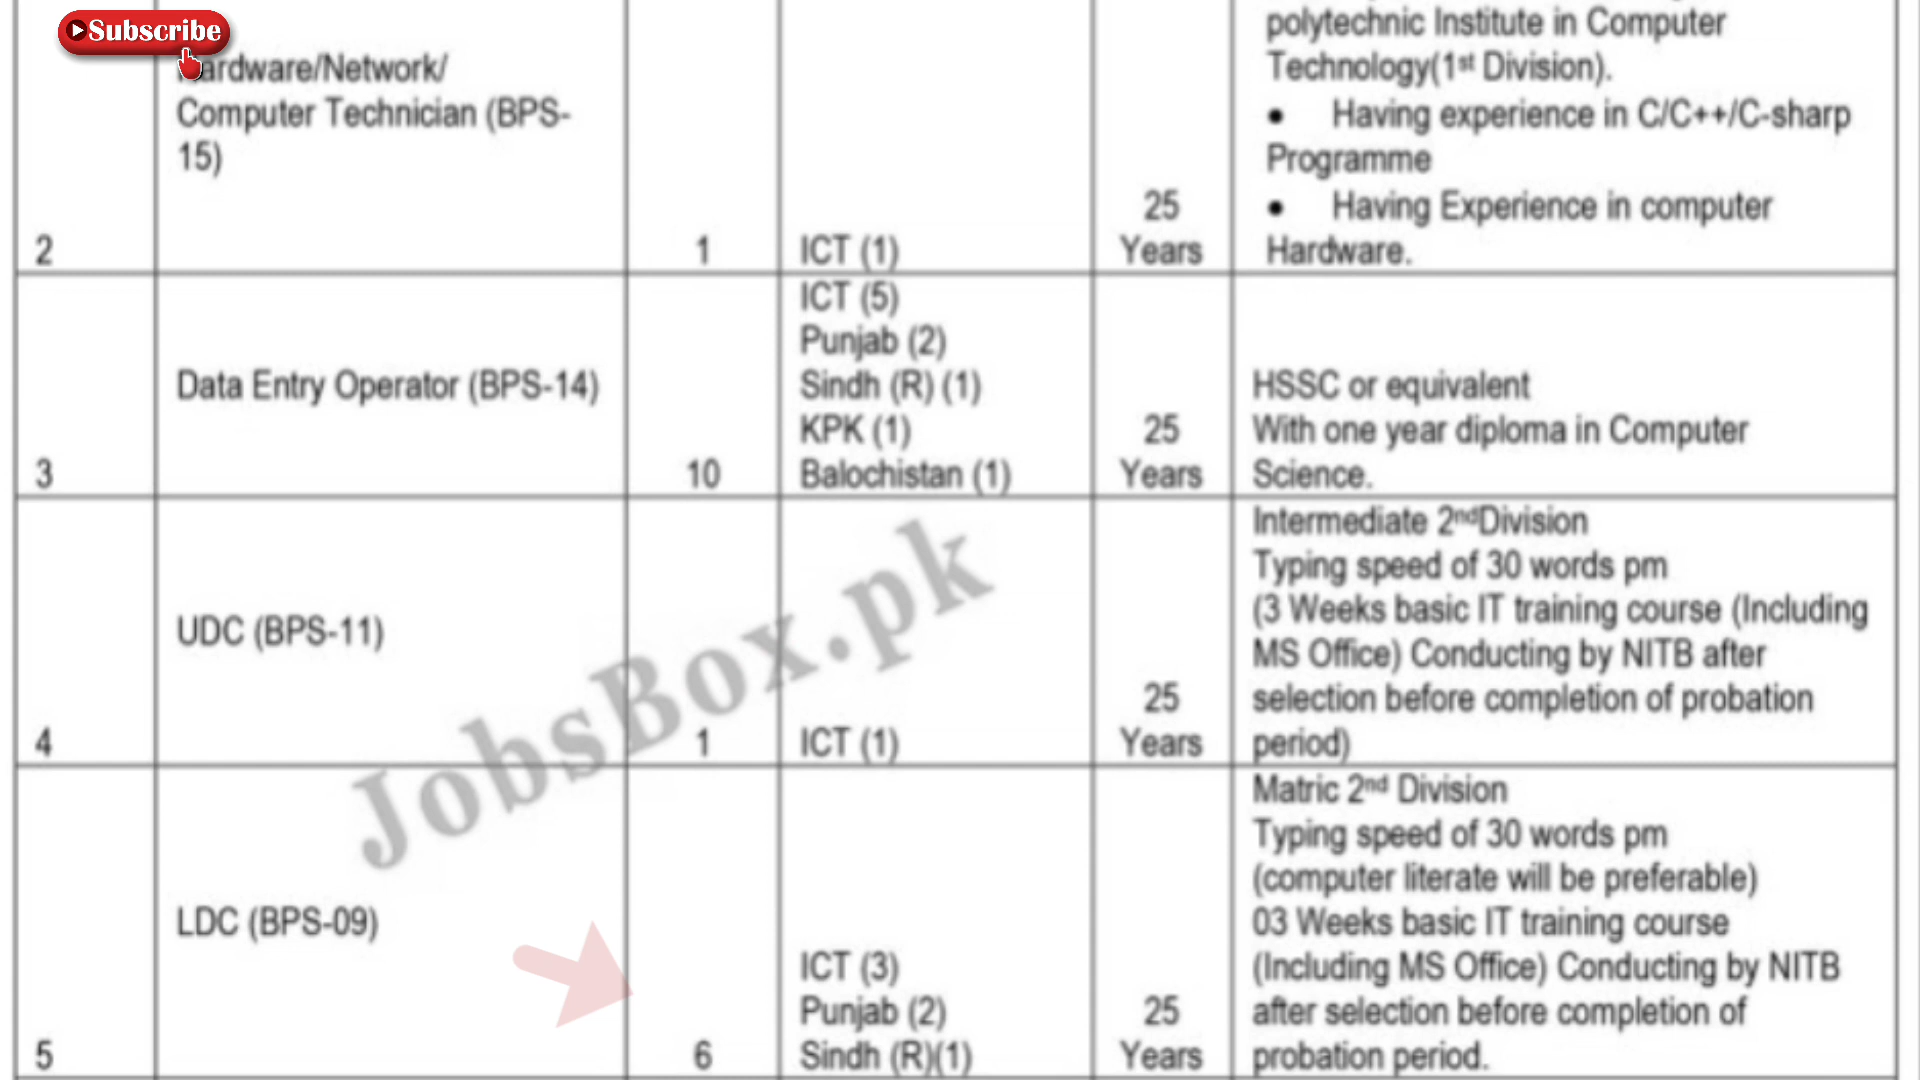 Subscribe
polytechnic Institute in Computer
Technology(1st Division).
• Having experience in C/C++/C-sharp
Programme
• Having Experience in computer
Hardware.
ardware/Network/
Computer Technician (BPS-
15)
2
1
ICT (1)
25
Years
3
Data Entry Operator (BPS-14)
10
ICT (5)
Punjab (2)
Sindh (R) (1)
KPK (1)
Balochistan (1)
25
Years
HSSC or equivalent
With one year diploma in Computer
Science.
4
UDC (BPS-11)
1
ICT (1)
25
Years
Intermediate 2ndDivision
Typing speed of 30 words pm
(3 Weeks basic IT training course (Including
MS Office) Conducting by NITB after
selection before completion of probation
period)
5
LDC (BPS-09)
6
ICT (3)
Punjab (2)
Sindh (R)(1)
25
Years
Matric 2nd Division
Typing speed of 30 words pm
(computer literate will be preferable)
03 Weeks basic IT training course
(Including MS Office) Conducting by NITB
after selection before completion of
probation period.
JobsBox.pk